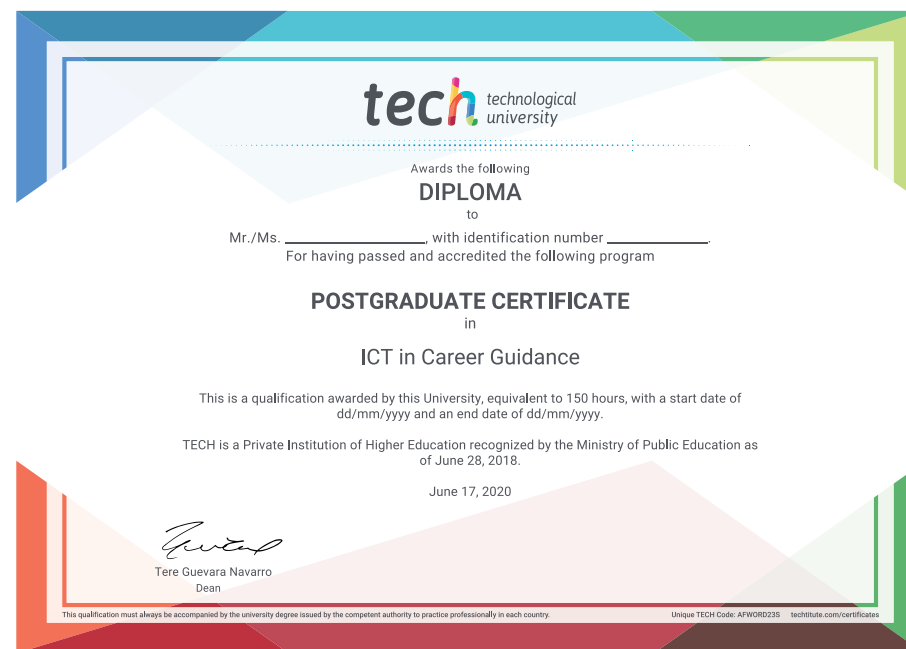 tech technological
university
Awards the following
DIPLOMA
to
Mr./Ms. ____________________, with identification number ______________.
For having passed and accredited the following program
POSTGRADUATE CERTIFICATE
in
ICT in Career Guidance
This is a qualification awarded by this University, equivalent to 150 hours, with a start date of
dd/mm/yyyy and an end date of dd/mm/yyyy.
TECH is a Private Institution of Higher Education recognized by the Ministry of Public Education as
of June 28, 2018.
June 17, 2020
Tere Guevara Navarro
Dean
This qualification must always be accompanied by the university degree issued by the competent authority to practice professionally in each country. Unique TECH Code: AFWORD23S techtitute.com/certificates